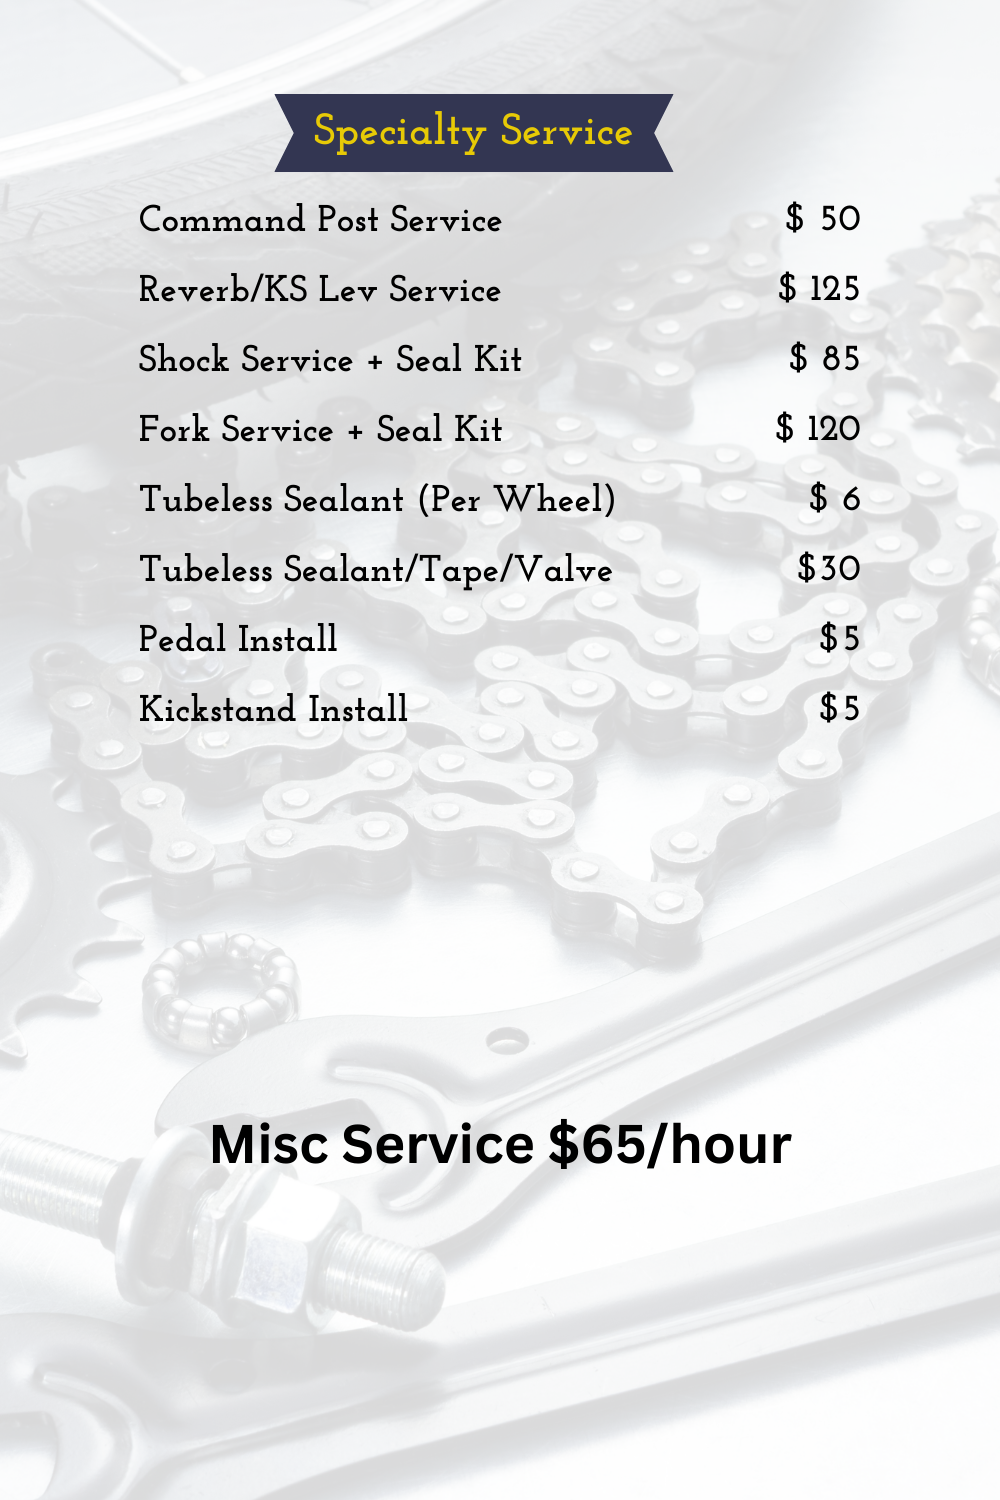 Specialty Service
Command Post Service $ 50
Reverb/KS Lev Service $ 125
Shock Service + Seal Kit $ 85
Fork Service + Seal Kit $ 120
Tubeless Sealant (Per Wheel) $ 6
Tubeless Sealant/Tape/Valve $30
Pedal Install $5
Kickstand Install $5
Misc Service $65/hour